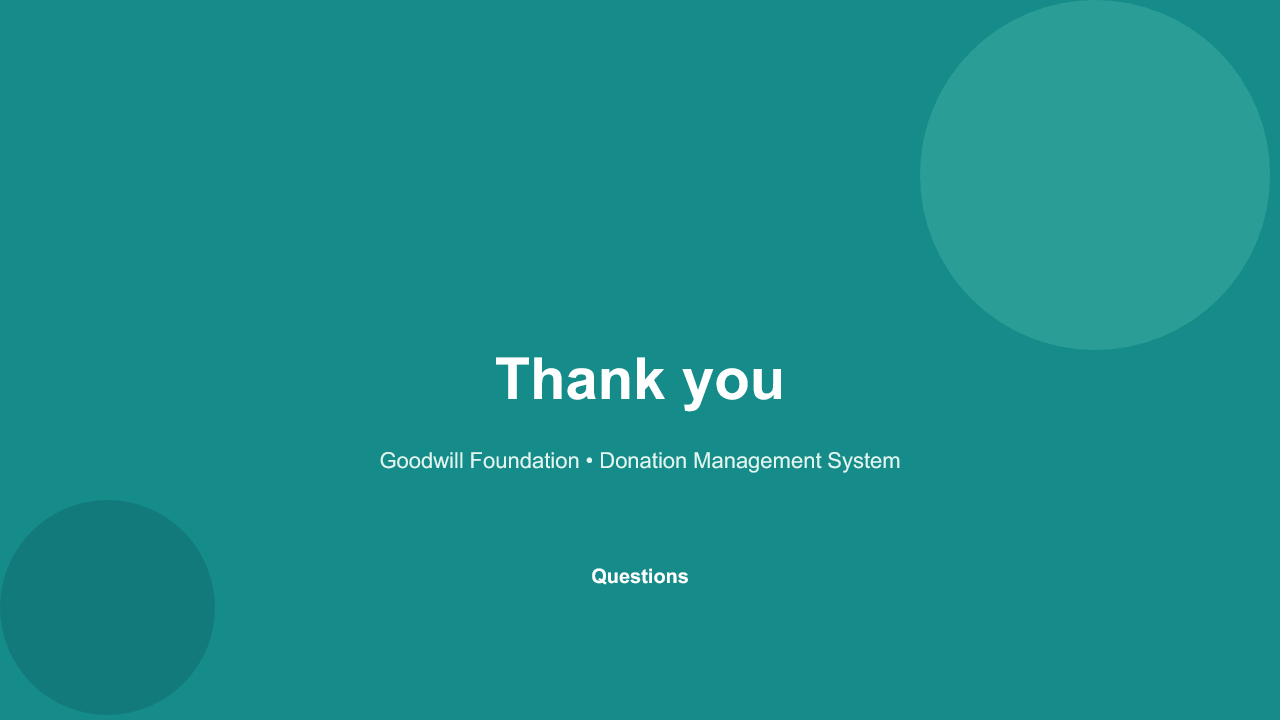 Thank you
Goodwill Foundation • Donation Management System
Questions